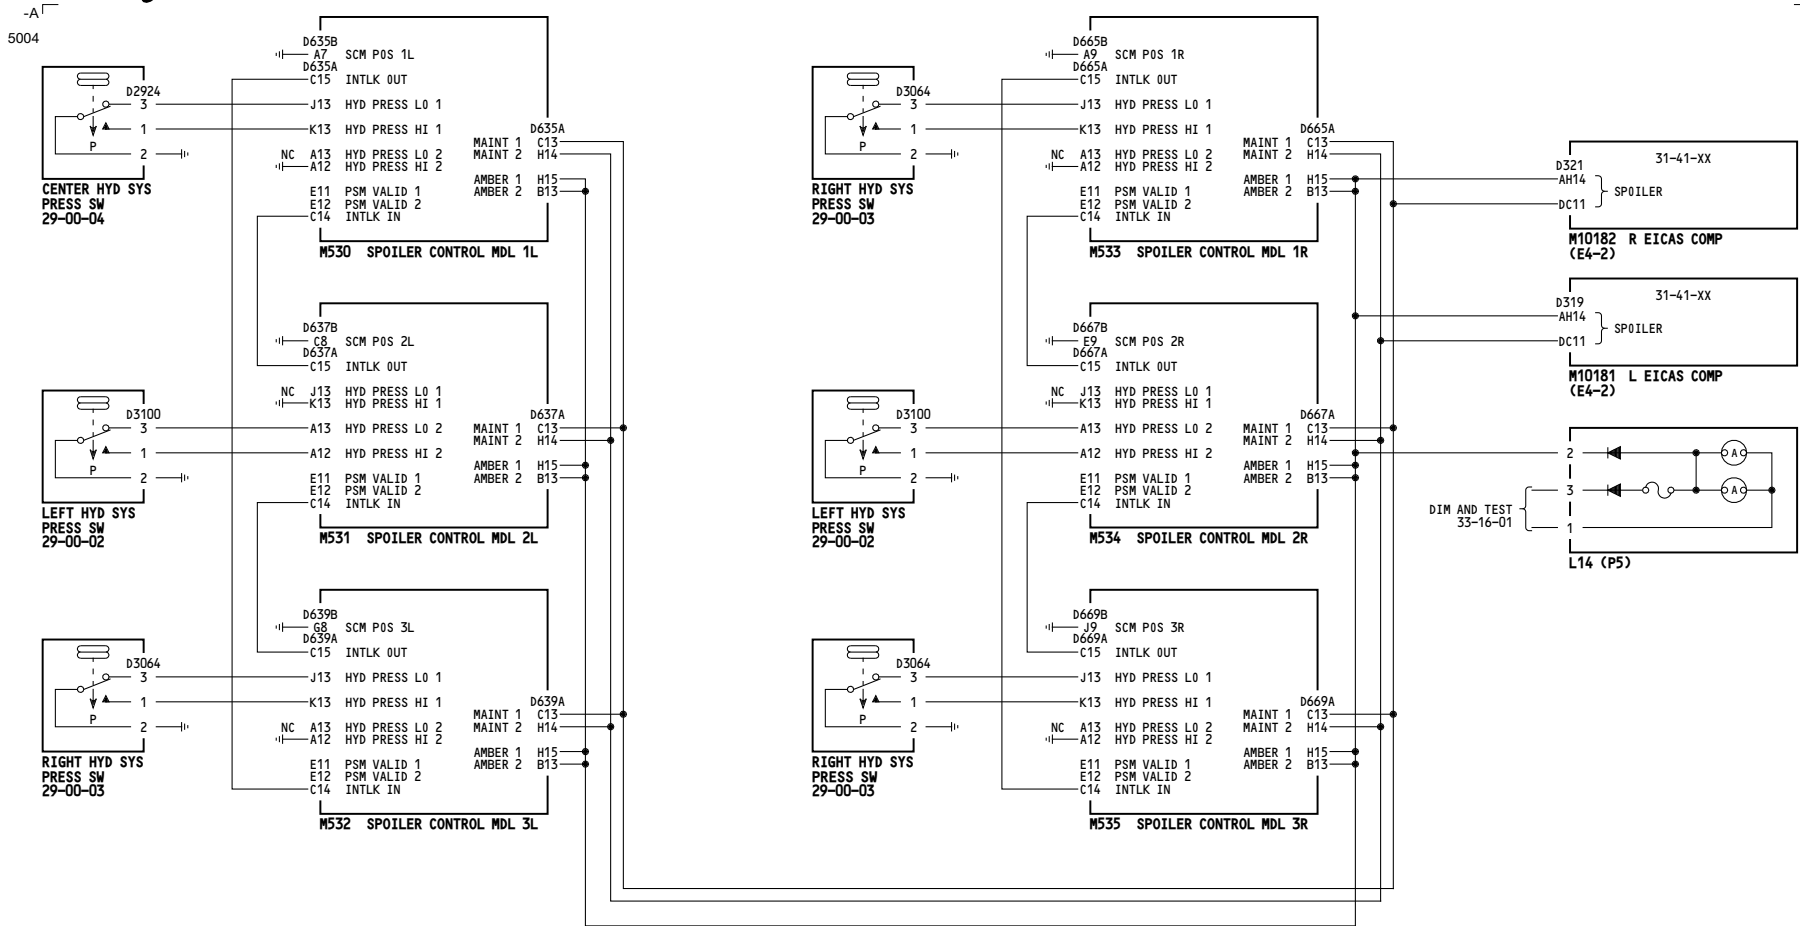 -A
5004
D2924
3
1
P
2
CENTER HYD SYS
PRESS SW
29-00-04
D635B
A7 SCM POS 1L
D635A
C15 INTLK OUT
J13 HYD PRESS LO 1
K13 HYD PRESS HI 1
NC A13 HYD PRESS LO 2
A12 HYD PRESS HI 2
E11 PSM VALID 1
E12 PSM VALID 2
C14 INTLK IN
D635A
MAINT 1 C13
MAINT 2 H14
AMBER 1 H15
AMBER 2 B13
M530 SPOILER CONTROL MDL 1L
D3100
3
1
P
2
LEFT HYD SYS
PRESS SW
29-00-02
D637B
C8 SCM POS 2L
D637A
C15 INTLK OUT
NC J13 HYD PRESS LO 1
K13 HYD PRESS HI 1
A13 HYD PRESS LO 2
A12 HYD PRESS HI 2
E11 PSM VALID 1
E12 PSM VALID 2
C14 INTLK IN
D637A
MAINT 1 C13
MAINT 2 H14
AMBER 1 H15
AMBER 2 B13
M531 SPOILER CONTROL MDL 2L
D3064
3
1
P
2
RIGHT HYD SYS
PRESS SW
29-00-03
D639B
G8 SCM POS 3L
D639A
C15 INTLK OUT
J13 HYD PRESS LO 1
K13 HYD PRESS HI 1
NC A13 HYD PRESS LO 2
A12 HYD PRESS HI 2
E11 PSM VALID 1
E12 PSM VALID 2
C14 INTLK IN
D639A
MAINT 1 C13
MAINT 2 H14
AMBER 1 H15
AMBER 2 B13
M532 SPOILER CONTROL MDL 3L
D3064
3
1
P
2
RIGHT HYD SYS
PRESS SW
29-00-03
D665B
A9 SCM POS 1R
D665A
C15 INTLK OUT
J13 HYD PRESS LO 1
K13 HYD PRESS HI 1
NC A13 HYD PRESS LO 2
A12 HYD PRESS HI 2
E11 PSM VALID 1
E12 PSM VALID 2
C14 INTLK IN
D665A
MAINT 1 C13
MAINT 2 H14
AMBER 1 H15
AMBER 2 B13
M533 SPOILER CONTROL MDL 1R
D3100
3
1
P
2
LEFT HYD SYS
PRESS SW
29-00-02
D667B
E9 SCM POS 2R
D667A
C15 INTLK OUT
NC J13 HYD PRESS LO 1
K13 HYD PRESS HI 1
A13 HYD PRESS LO 2
A12 HYD PRESS HI 2
E11 PSM VALID 1
E12 PSM VALID 2
C14 INTLK IN
D667A
MAINT 1 C13
MAINT 2 H14
AMBER 1 H15
AMBER 2 B13
M534 SPOILER CONTROL MDL 2R
D3064
3
1
P
2
RIGHT HYD SYS
PRESS SW
29-00-03
D669B
J9 SCM POS 3R
D669A
C15 INTLK OUT
J13 HYD PRESS LO 1
K13 HYD PRESS HI 1
NC A13 HYD PRESS LO 2
A12 HYD PRESS HI 2
E11 PSM VALID 1
E12 PSM VALID 2
C14 INTLK IN
D669A
MAINT 1 C13
MAINT 2 H14
AMBER 1 H15
AMBER 2 B13
M535 SPOILER CONTROL MDL 3R
31-41-XX
D321
AH14
SPOILER
DC11
M10182 R EICAS COMP
(E4-2)
31-41-XX
D319
AH14
SPOILER
DC11
M10181 L EICAS COMP
(E4-2)
2
A
3
A
DIM AND TEST
33-16-01
1
L14 (P5)